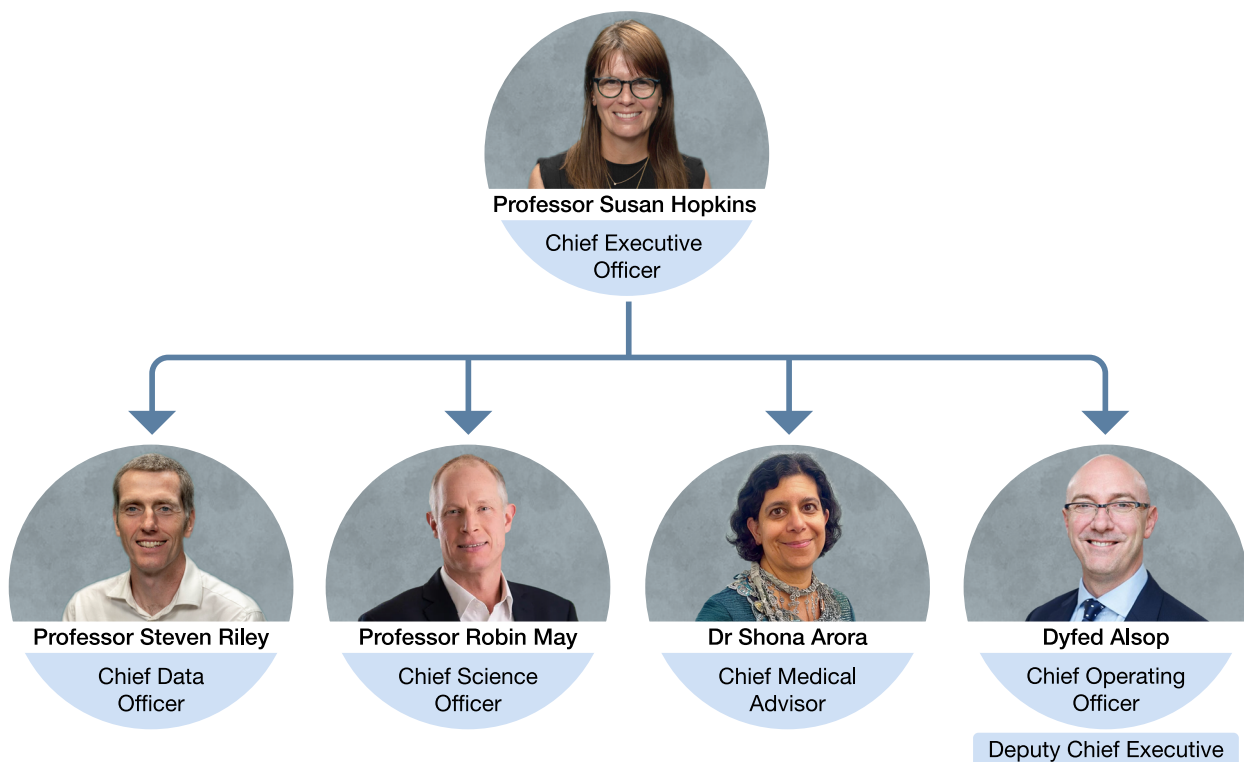 Professor Susan Hopkins
Chief Executive
Officer
Professor Steven Riley
Chief Data
Officer
Professor Robin May
Chief Science
Officer
Dr Shona Arora
Chief Medical
Advisor
Dyfed Alsop
Chief Operating
Officer
Deputy Chief Executive